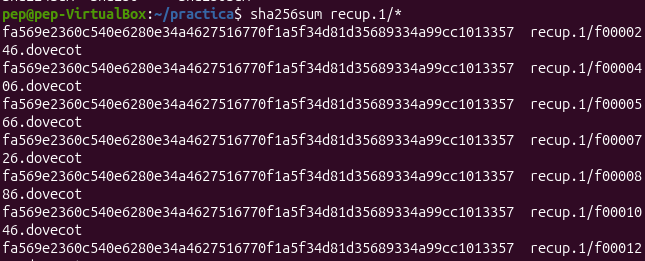 pep@pep-VirtualBox:~/practica$ sha256sum recup.1/*
fa569e2360c540e6280e34a4627516770f1a5f34d81d35689334a99cc1013357  recup.1/f00002
46.dovecot
fa569e2360c540e6280e34a4627516770f1a5f34d81d35689334a99cc1013357  recup.1/f00004
06.dovecot
fa569e2360c540e6280e34a4627516770f1a5f34d81d35689334a99cc1013357  recup.1/f00005
66.dovecot
fa569e2360c540e6280e34a4627516770f1a5f34d81d35689334a99cc1013357  recup.1/f00007
26.dovecot
fa569e2360c540e6280e34a4627516770f1a5f34d81d35689334a99cc1013357  recup.1/f00008
86.dovecot
fa569e2360c540e6280e34a4627516770f1a5f34d81d35689334a99cc1013357  recup.1/f00010
46.dovecot
fa569e2360c540e6280e34a4627516770f1a5f34d81d35689334a99cc1013357  recup.1/f00012